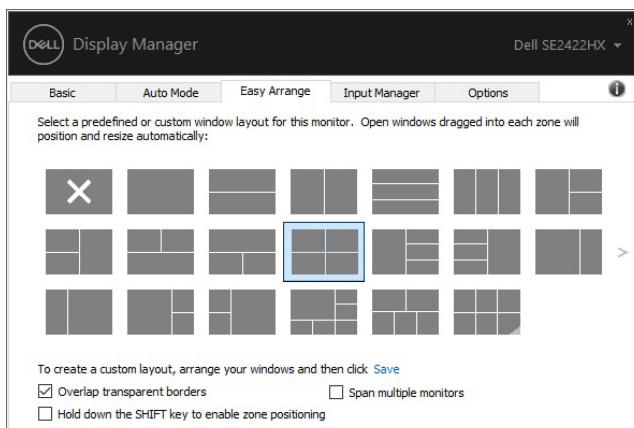 DELL Display Manager
Dell SE2422HX
Basic Auto Mode Easy Arrange Input Manager Options
Select a predefined or custom window layout for this monitor. Open windows dragged into each zone will
position and resize automatically:
To create a custom layout, arrange your windows and then click Save
Overlap transparent borders
Span multiple monitors
Hold down the SHIFT key to enable zone positioning